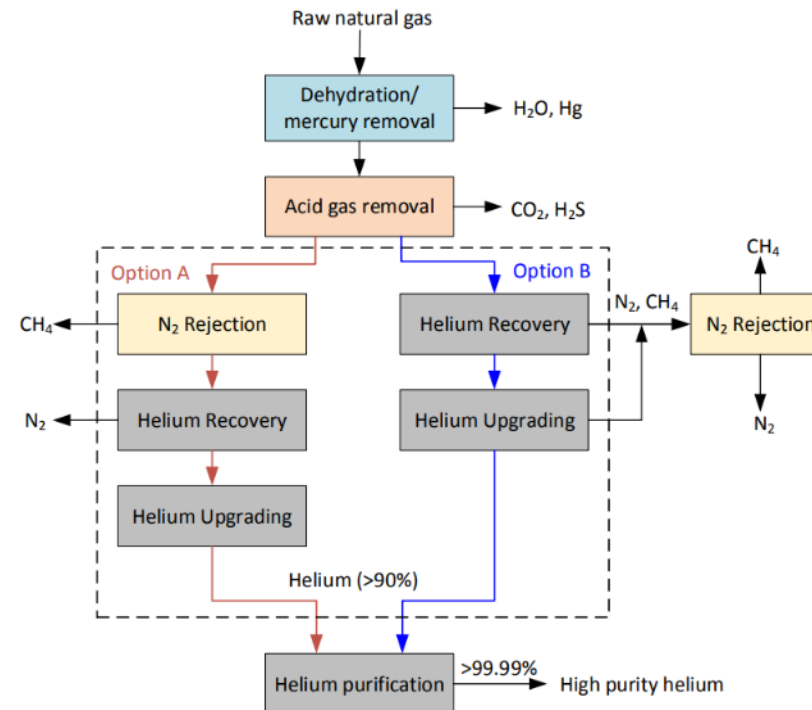 Raw natural gas
Dehydration/
mercury removal
H₂O, Hg
Acid gas removal
CO₂, H₂S
Option A
Option B
CH₄
N₂ Rejection
Helium Recovery
N₂, CH₄
CH₄
N₂ Rejection
N₂
N₂
Helium Recovery
Helium Upgrading
Helium Upgrading
Helium (>90%)
Helium purification
>99.99%
High purity helium